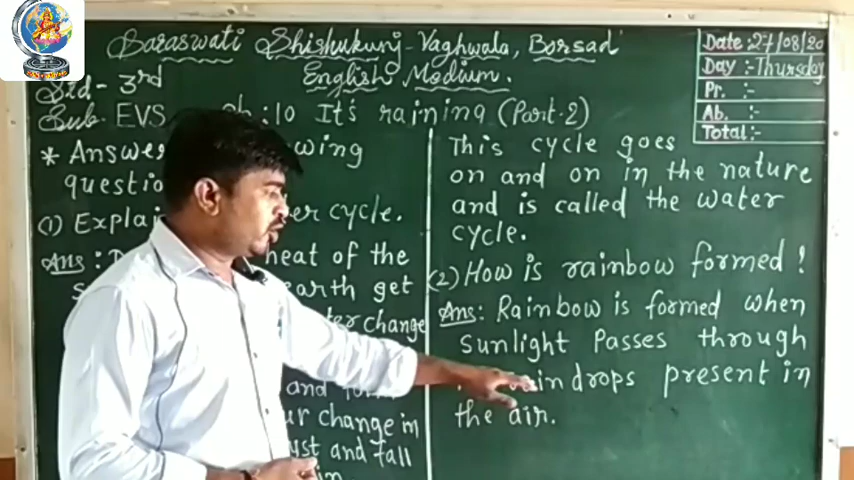 Saraswati Shishukunj - Vaghwala, Borsad
English Medium.
Date :- 27/08/20
Day :- Thursday
Pr. :-
Ab. :-
Total :-
Std - 3rd
Sub. EVS :10 It's raining (Part-2)
* Answer wing
questio
(1) Explai er cycle.
Ans: heat of the
earth get
ter change
and
ur change in
ust and fall
This cycle goes
on and on in the nature
and is called the water
cycle.
(2) How is rainbow formed?
Ans: Rainbow is formed when
sunlight Passes through
in drops present in
the air.